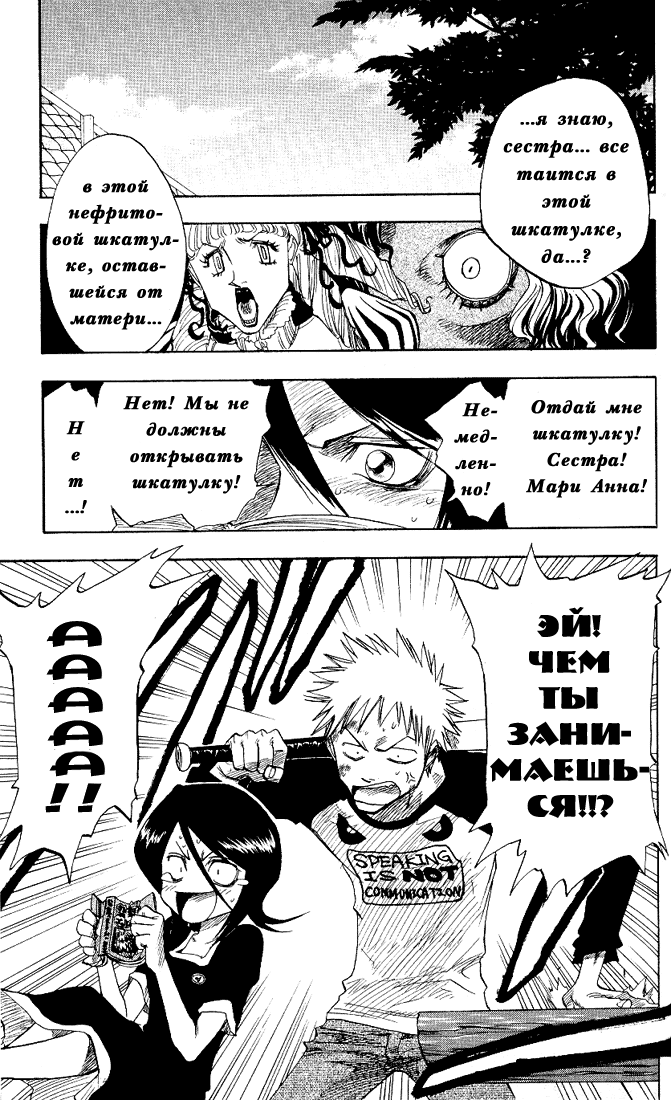 ...я знаю,
сестра... все
таится в
этой
шкатулке,
да...?
в этой
нефрито-
вой шкатул-
ке, остав-
шейся от
матери...
Отдай мне
шкатулку!
Сестра!
Мари Анна!
Не-
мед-
лен-
но!
Нет! Мы не
должны
открывать
шкатулку!
Н
е
т
...!
ЭЙ!
ЧЕМ
ТЫ
ЗАНИ-
МАЕШЬ-
СЯ!!?
А
А
А
А
А
!!
SPEAKING
IS NOT
COMMUNICATION